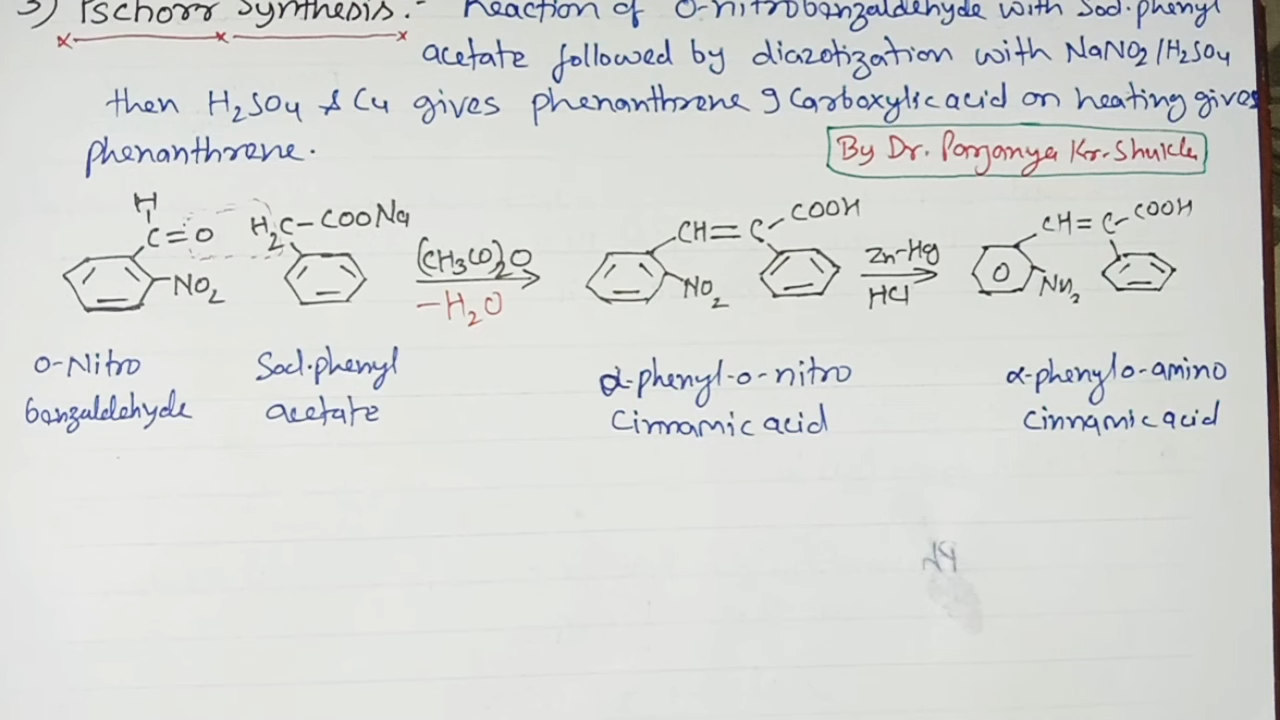 3) Pschorr Synthesis:- Reaction of O-nitrobenzaldehyde with Sod.phenyl
acetate followed by diazotization with NaNO2/H2SO4
then H2SO4 & Cu gives phenanthrene 9 Carboxylic acid on heating gives
phenanthrene.
By Dr. Parjanya Kr. Shukla
H
C=O
NO2
H2C-COONa
(CH3CO)2O
-H2O
CH=C-COOH
NO2
Zn-Hg
HCl
CH=C-COOH
NH2
O-Nitro
benzaldehyde
Sod.phenyl
acetate
α-phenyl-o-nitro
Cinnamic acid
α-phenylo-amino
Cinnamic acid